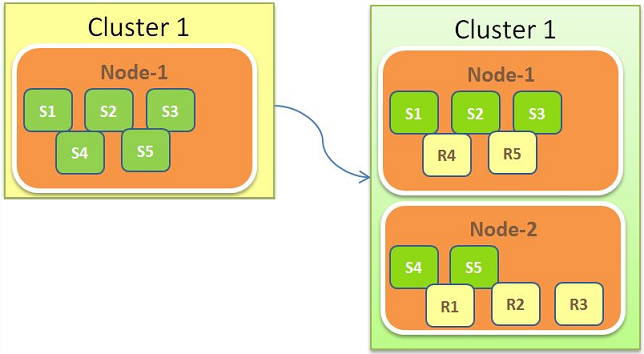 Cluster 1
Node-1
S1 S2 S3
S4 S5
Cluster 1
Node-1
S1 S2 S3
R4 R5
Node-2
S4 S5
R1 R2 R3